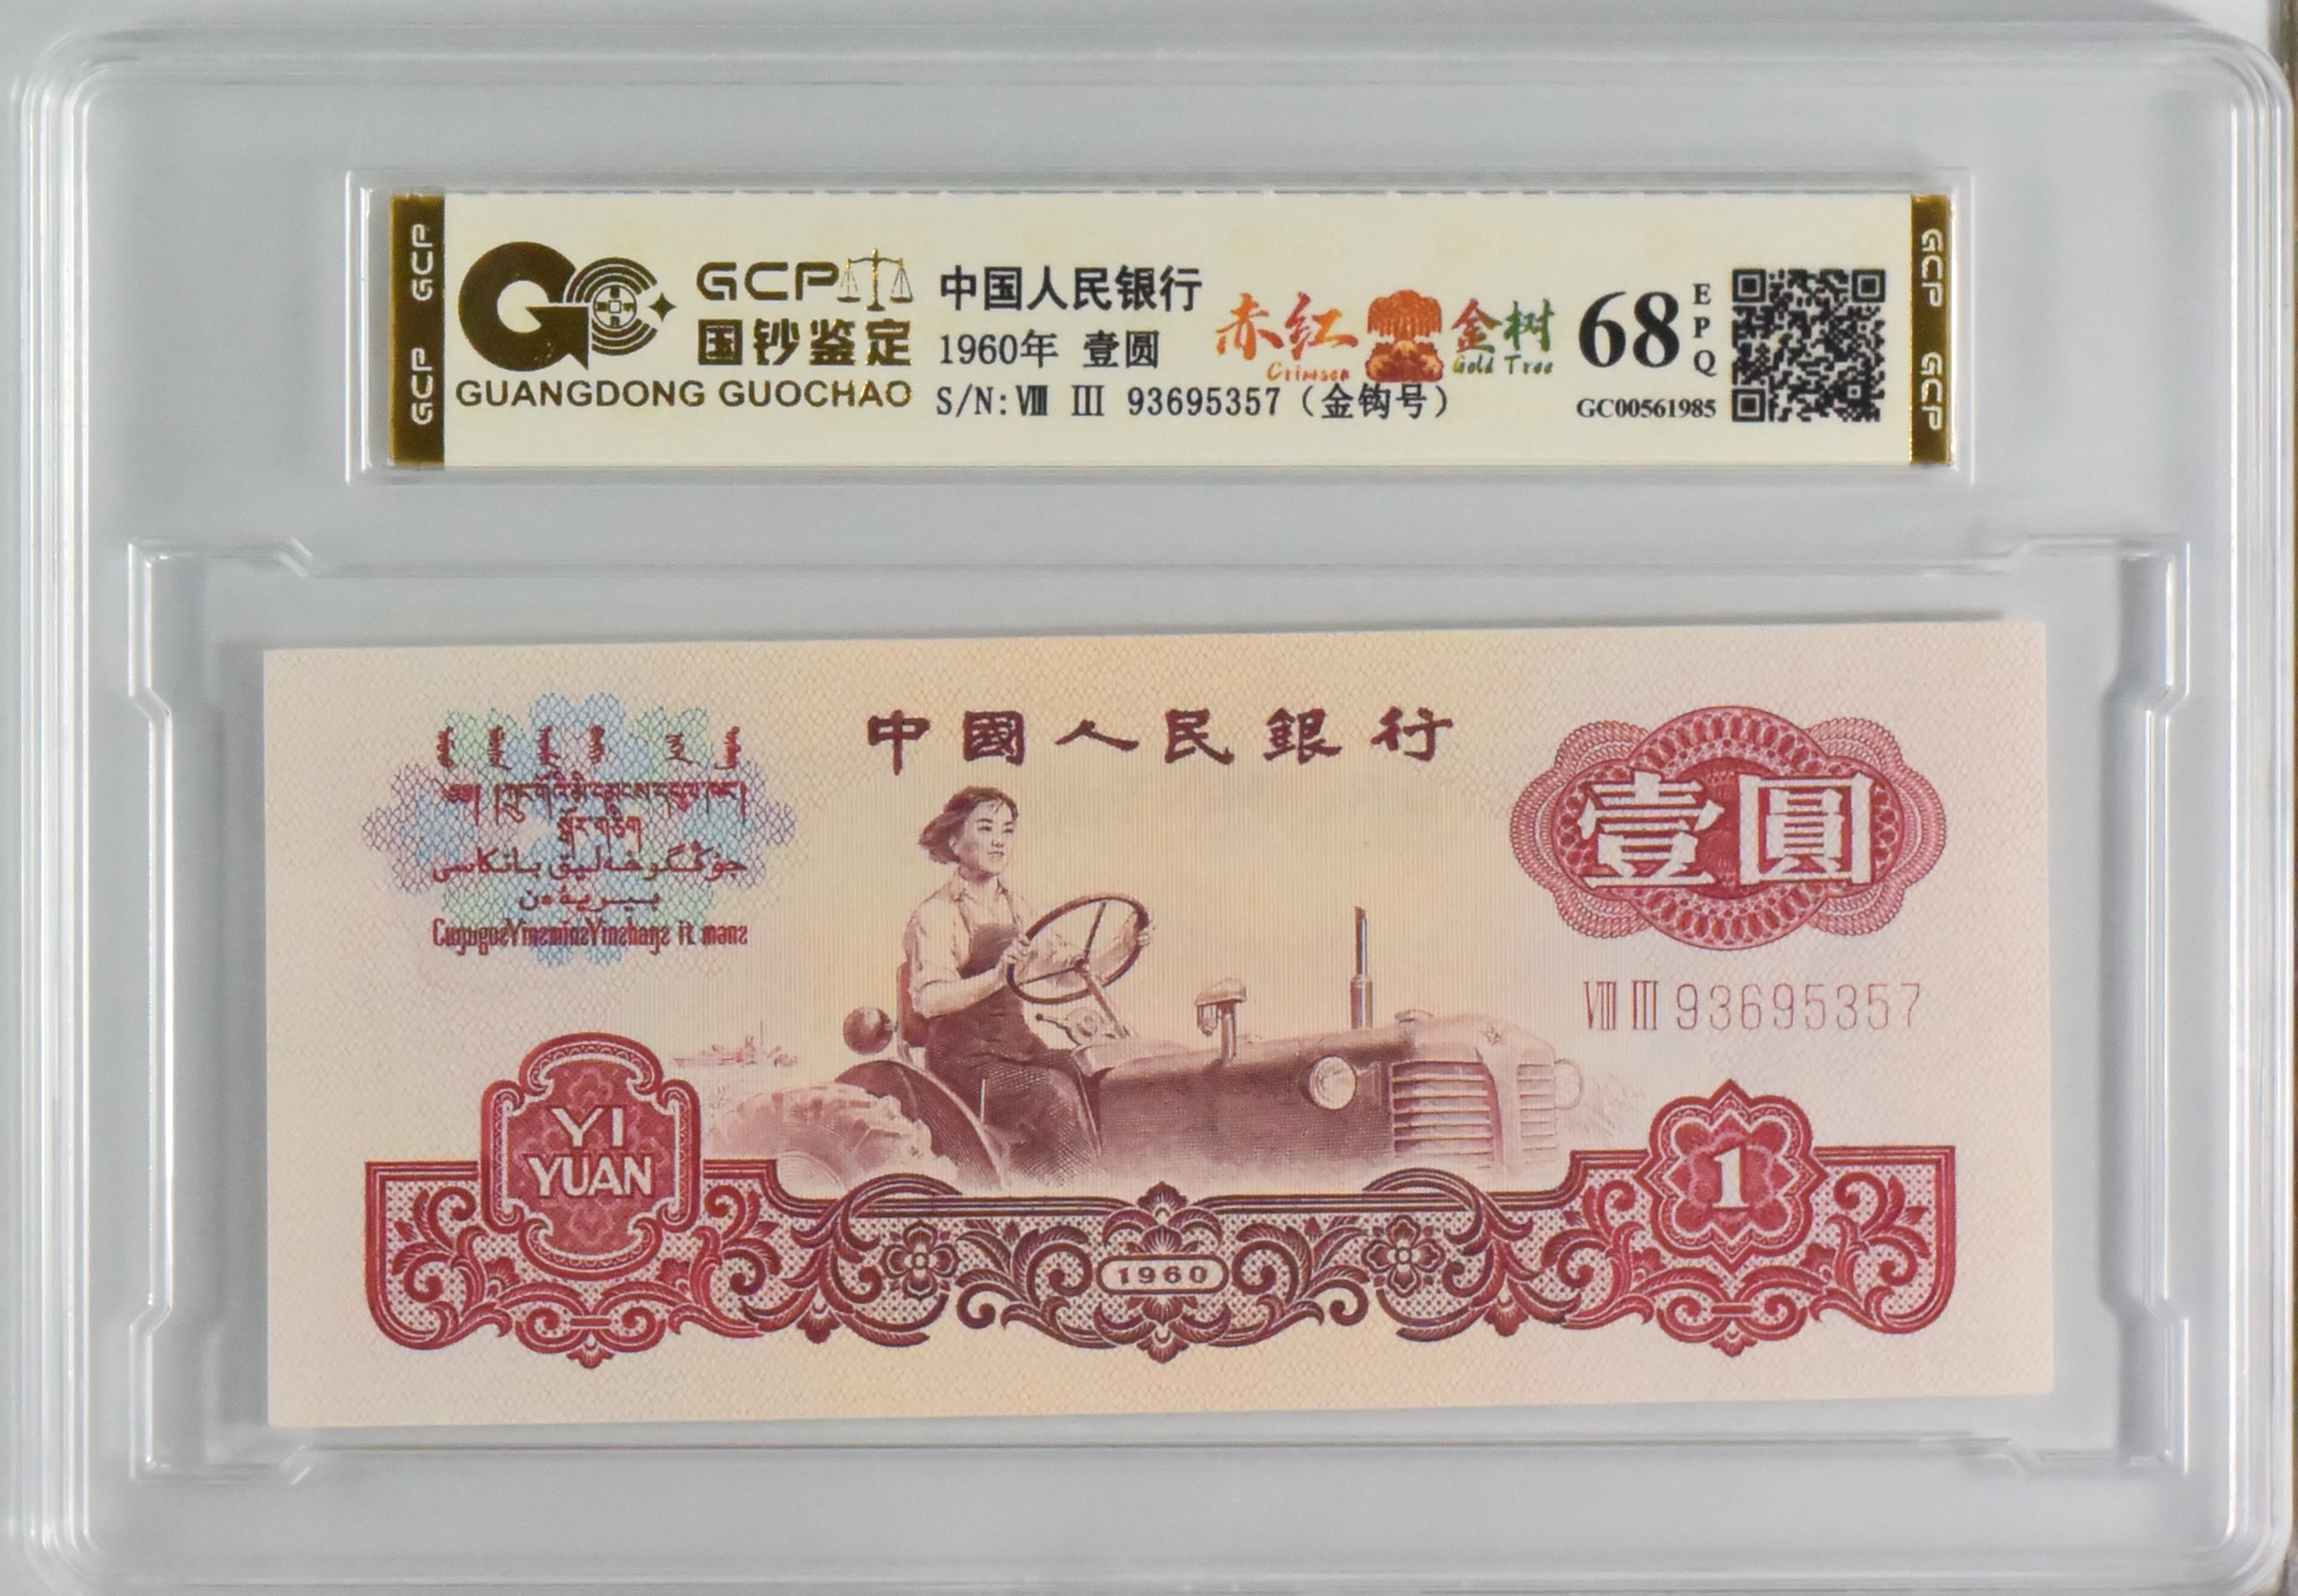 GCP GCP
GCP
国钞鉴定
GUANGDONG GUOCHAO
中国人民银行
1960年 壹圆
S/N:Ⅷ Ⅲ 93695357（金钩号）
赤红 金树
Crimson Gold Tree
68
EPQ
GC00561985
GCP GCP
中國人民銀行
壹圓
Ⅷ Ⅲ 93695357
YI
YUAN
1960
1